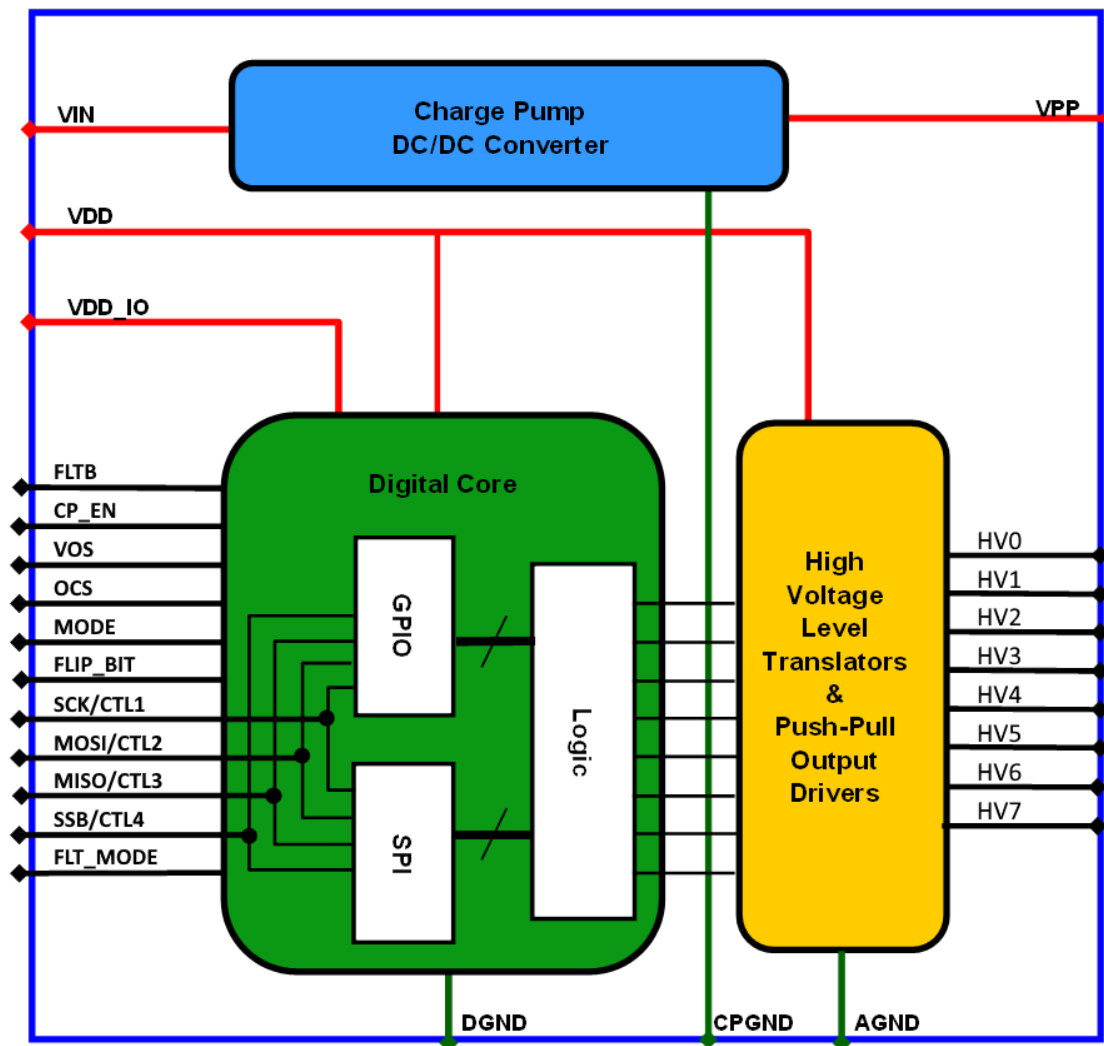 Charge Pump
DC/DC Converter
VIN
VPP
VDD
VDD_IO
FLTB
CP_EN
VOS
OCS
MODE
FLIP_BIT
SCK/CTL1
MOSI/CTL2
MISO/CTL3
SSB/CTL4
FLT_MODE
Digital Core
GPIO
SPI
Logic
High
Voltage
Level
Translators
&
Push-Pull
Output
Drivers
HV0
HV1
HV2
HV3
HV4
HV5
HV6
HV7
DGND
CPGND
AGND